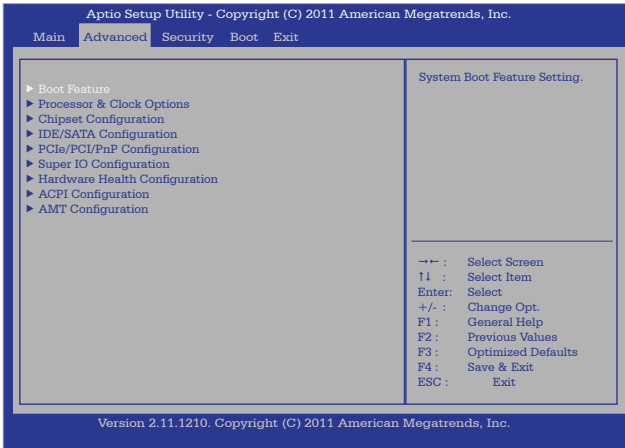 Aptio Setup Utility - Copyright (C) 2011 American Megatrends, Inc.
Main Advanced Security Boot Exit
▶ Boot Feature
▶ Processor & Clock Options
▶ Chipset Configuration
▶ IDE/SATA Configuration
▶ PCIe/PCI/PnP Configuration
▶ Super IO Configuration
▶ Hardware Health Configuration
▶ ACPI Configuration
▶ AMT Configuration
System Boot Feature Setting.
→← : Select Screen
↑↓ : Select Item
Enter: Select
+/- : Change Opt.
F1 : General Help
F2 : Previous Values
F3 : Optimized Defaults
F4 : Save & Exit
ESC : Exit
Version 2.11.1210. Copyright (C) 2011 American Megatrends, Inc.